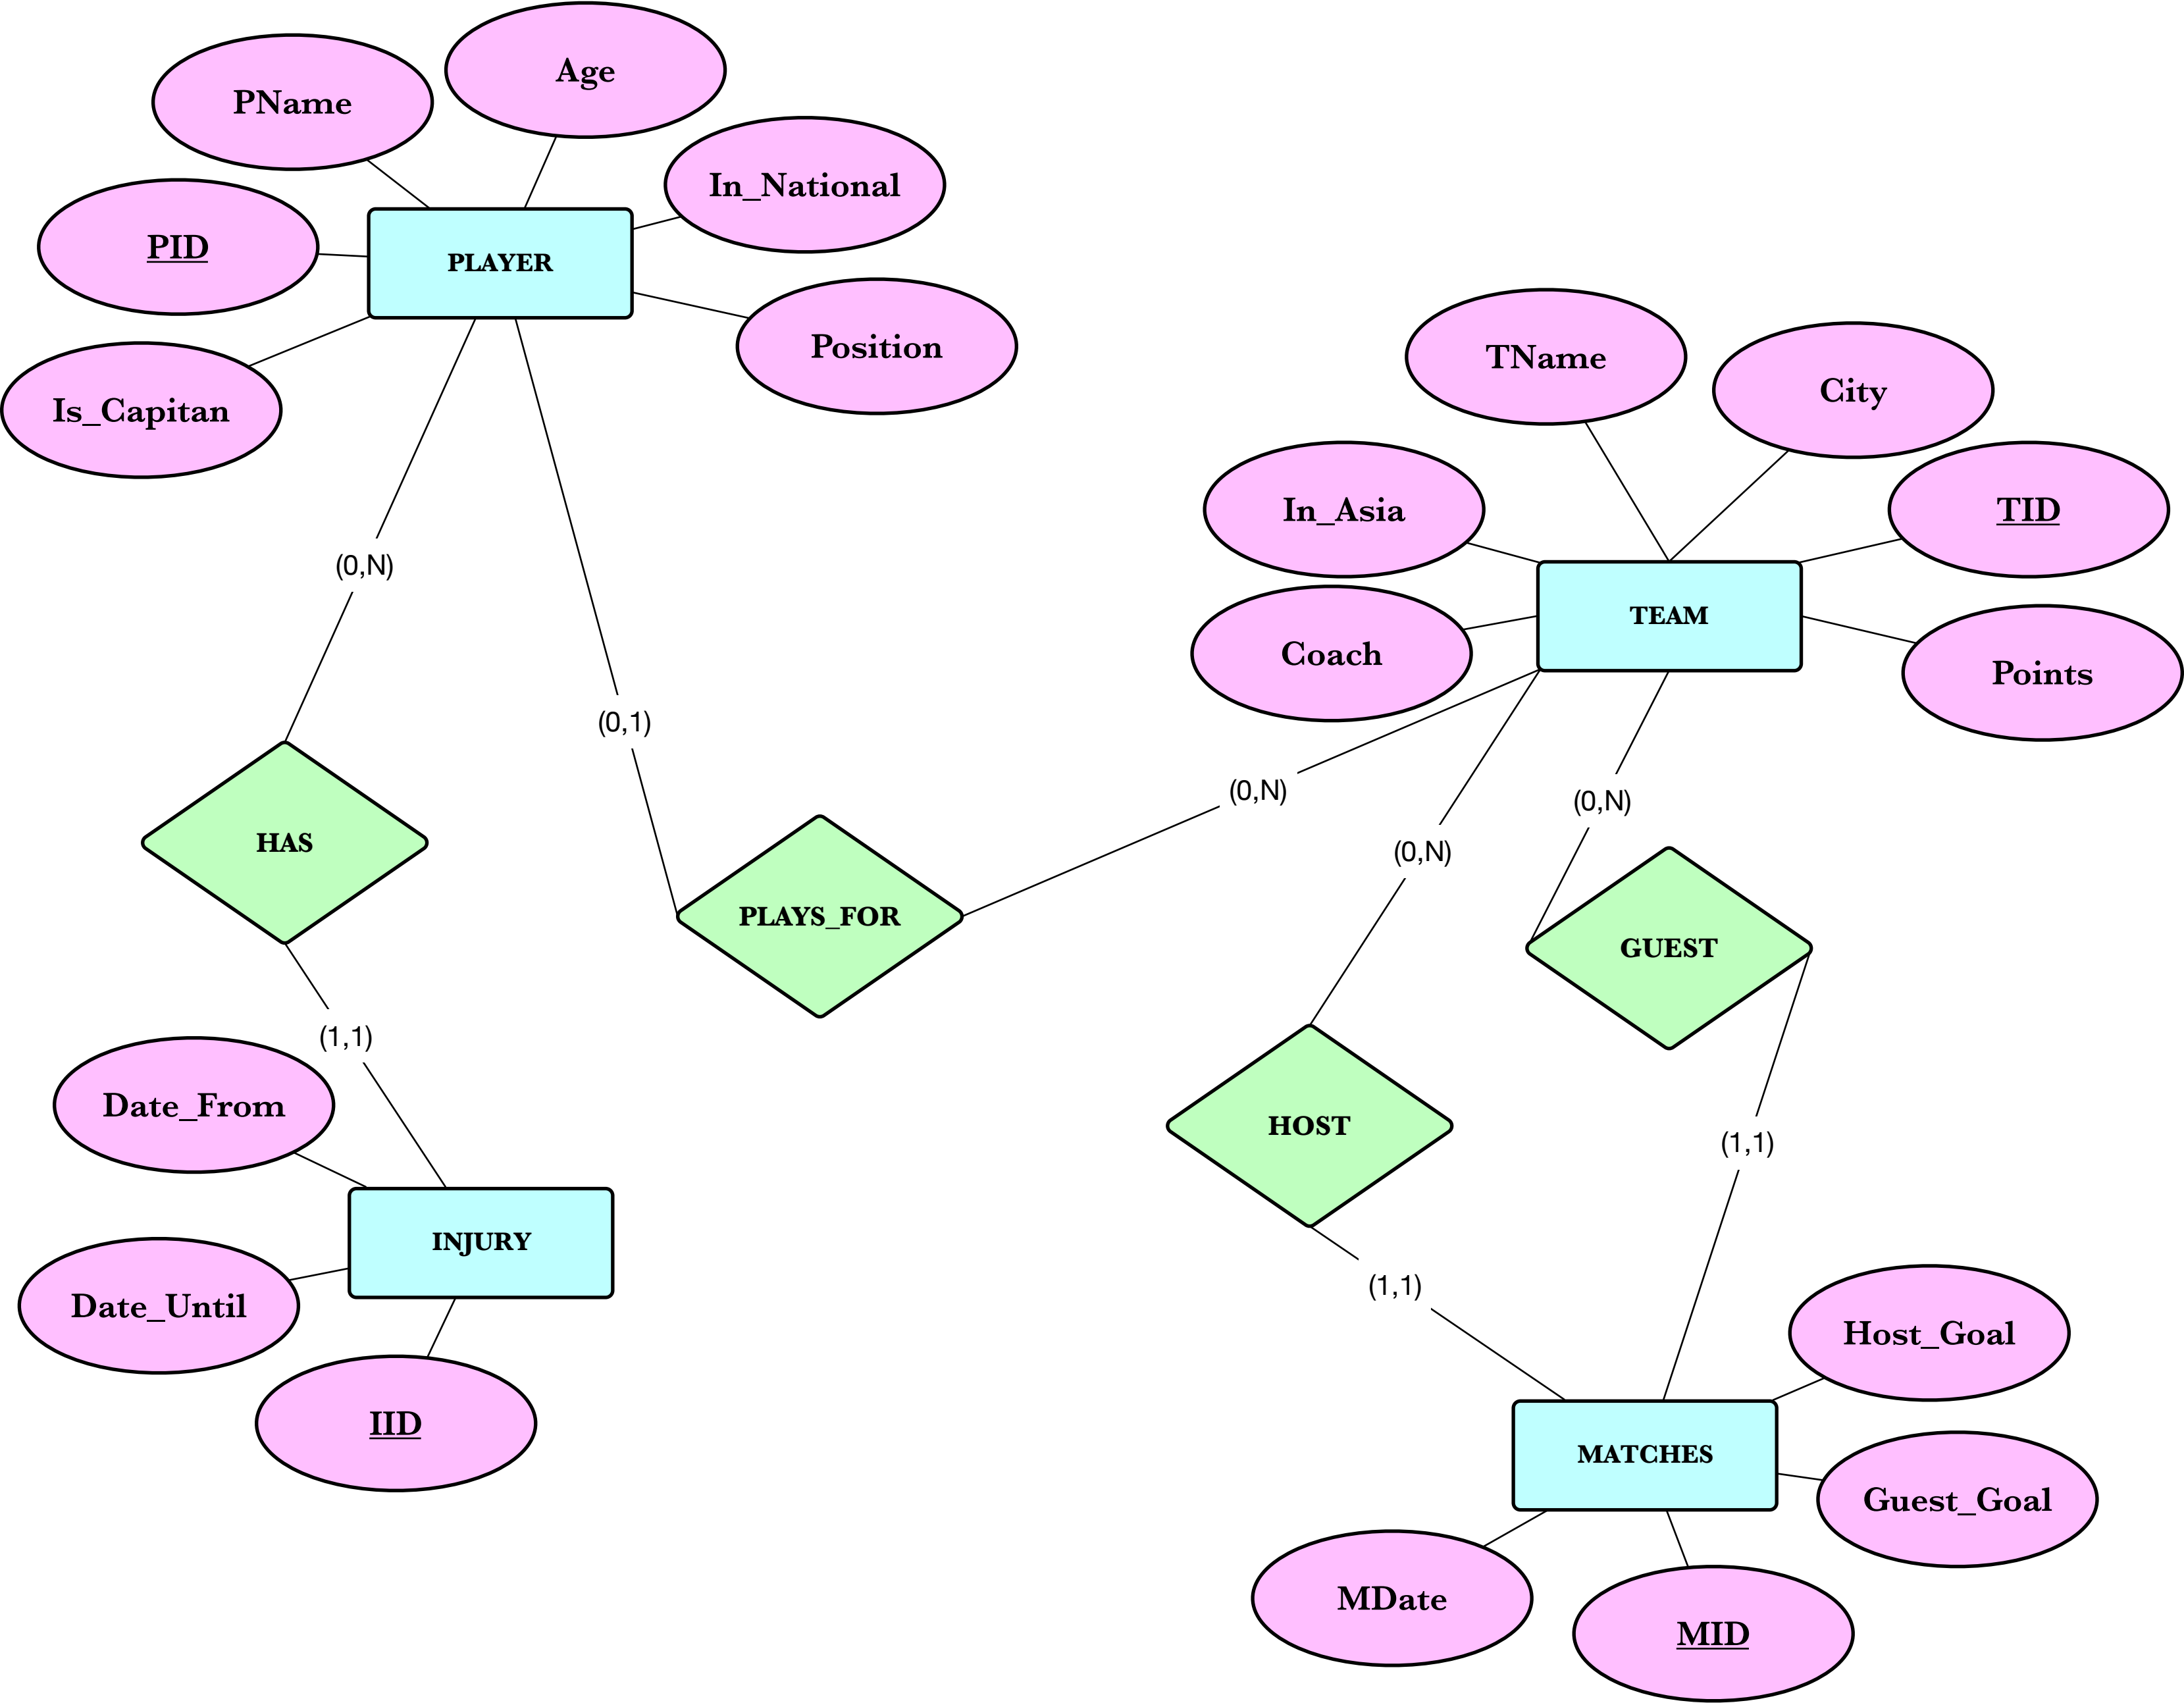 Age
PName
In_National
PID
PLAYER
Position
Is_Capitan
TName
City
In_Asia
TID
(0,N)
TEAM
Coach
Points
(0,1)
(0,N)
(0,N)
HAS
(0,N)
PLAYS_FOR
GUEST
(1,1)
Date_From
HOST
(1,1)
INJURY
Date_Until
(1,1)
Host_Goal
IID
MATCHES
Guest_Goal
MDate
MID